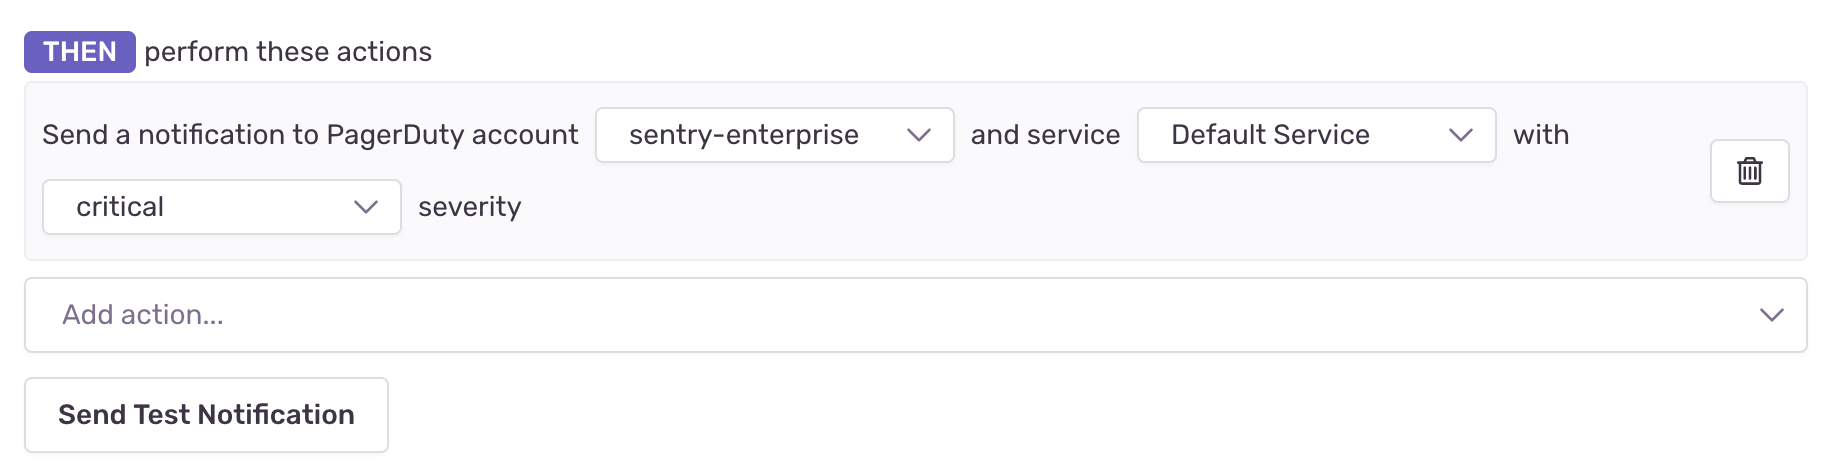 THEN perform these actions
Send a notification to PagerDuty account sentry-enterprise and service Default Service with
critical severity
Add action...
Send Test Notification